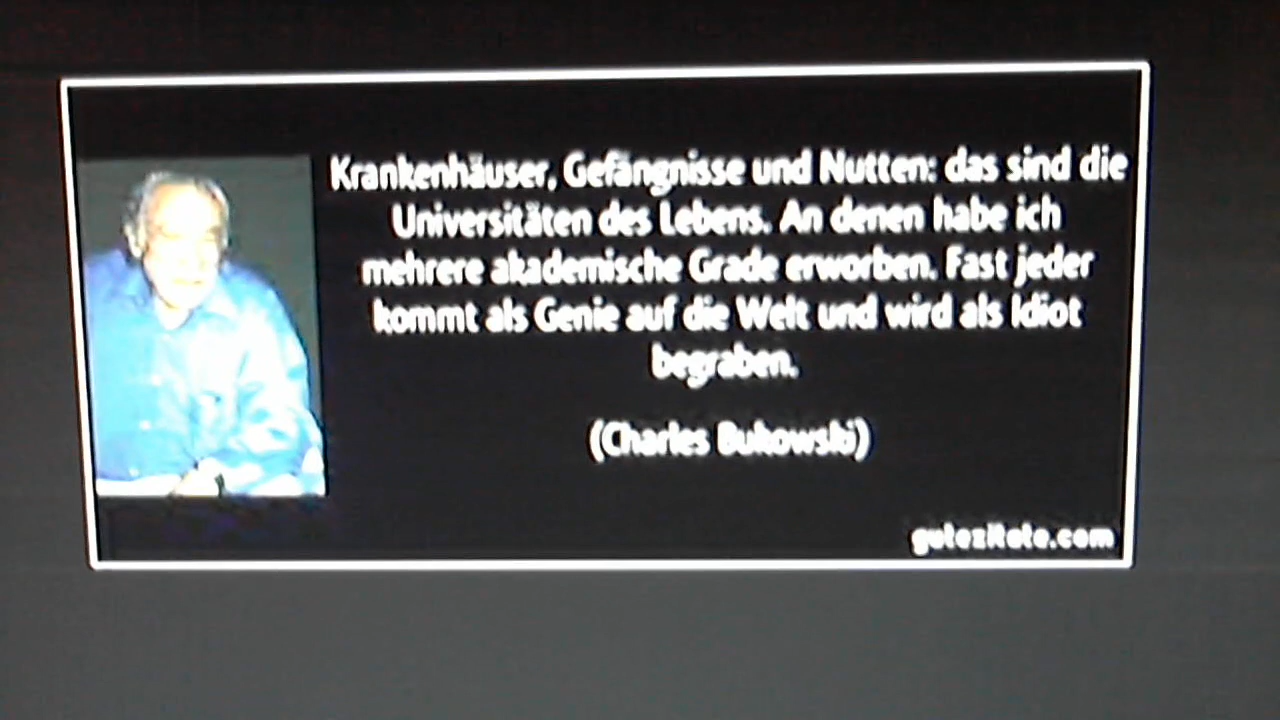 Krankenhäuser, Gefängnisse und Nutten: das sind die
Universitäten des Lebens. An denen habe ich
mehrere akademische Grade erworben. Fast jeder
kommt als Genie auf die Welt und wird als Idiot
begraben.
(Charles Bukowski)
gutezitate.com